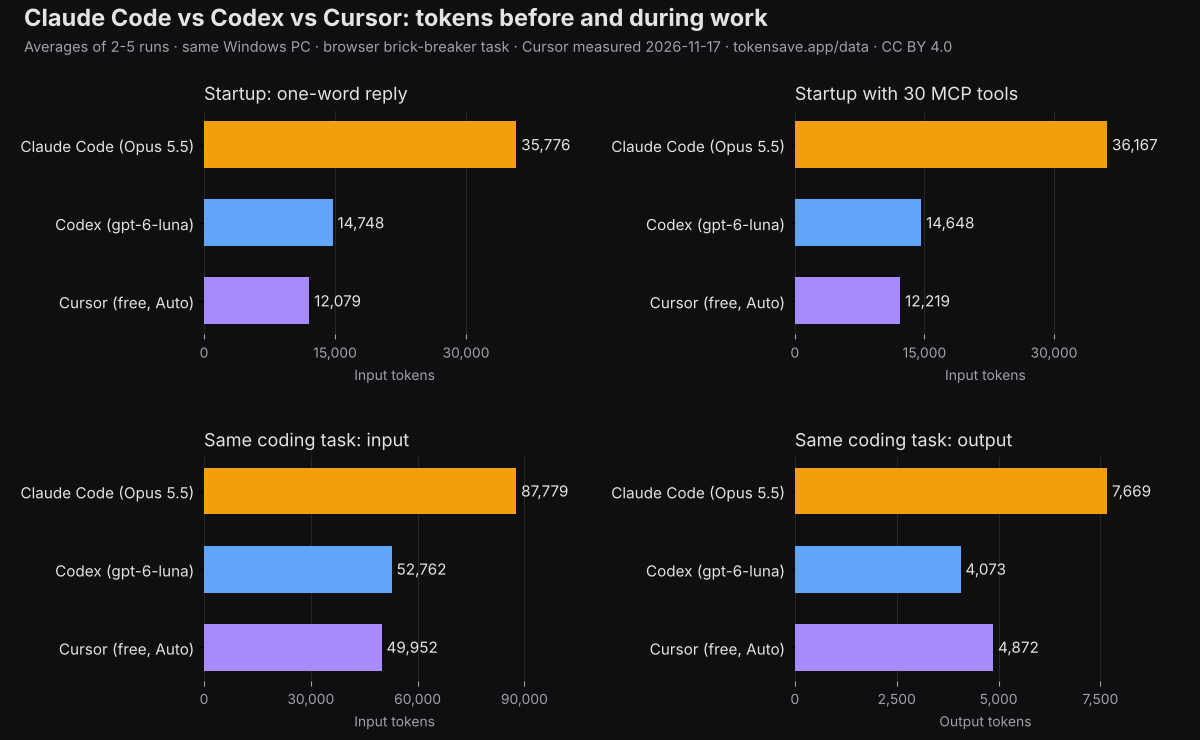 Claude Code vs Codex vs Cursor: tokens before and during work
Averages of 2-5 runs · same Windows PC · browser brick-breaker task · Cursor measured 2026-11-17 · tokensave.app/data · CC BY 4.0
Startup: one-word reply
Claude Code (Opus 5.5) 35,776
Codex (gpt-6-luna) 14,748
Cursor (free, Auto) 12,079
0 15,000 30,000
Input tokens
Startup with 30 MCP tools
Claude Code (Opus 5.5) 36,167
Codex (gpt-6-luna) 14,648
Cursor (free, Auto) 12,219
0 15,000 30,000
Input tokens
Same coding task: input
Claude Code (Opus 5.5) 87,779
Codex (gpt-6-luna) 52,762
Cursor (free, Auto) 49,952
0 30,000 60,000 90,000
Input tokens
Same coding task: output
Claude Code (Opus 5.5) 7,669
Codex (gpt-6-luna) 4,073
Cursor (free, Auto) 4,872
0 2,500 5,000 7,500
Output tokens